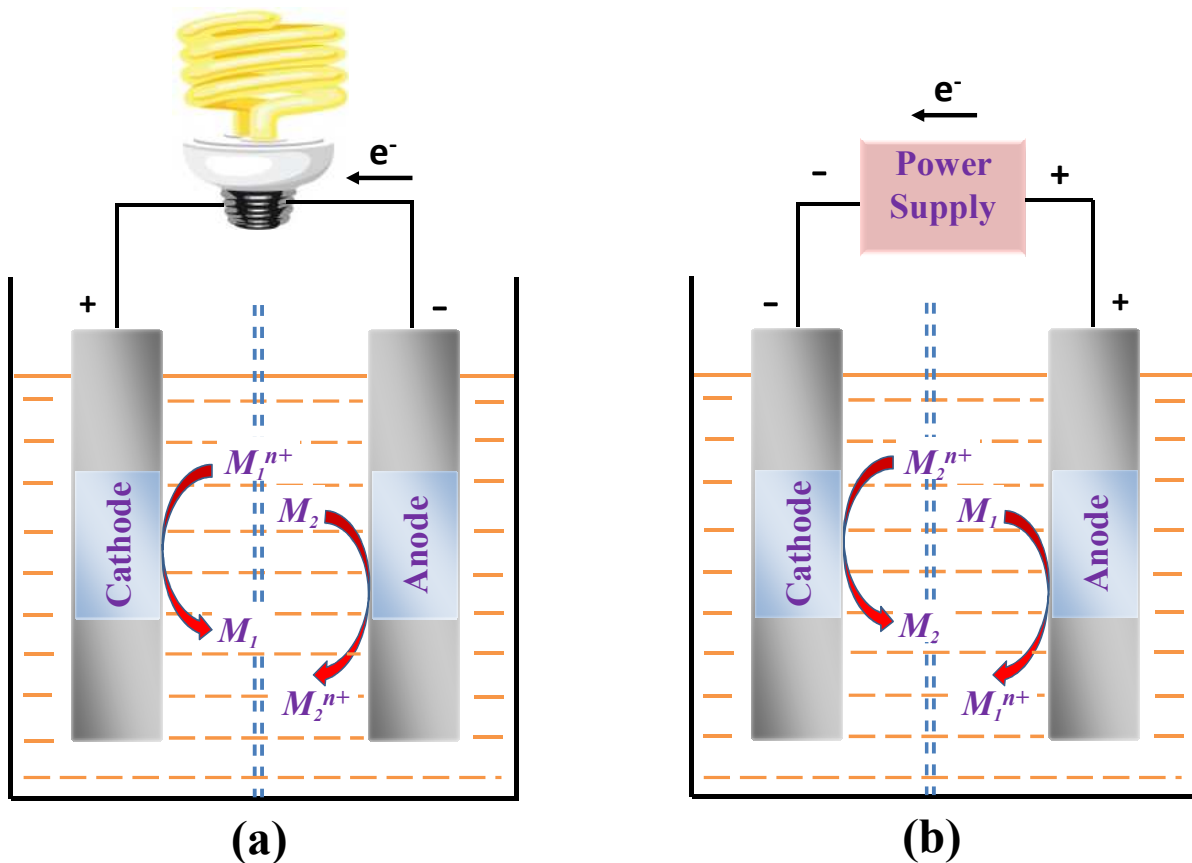 e-
+
-
Cathode
Anode
M1n+
M2
M1
M2n+
(a)
e-
Power
Supply
-
+
-
+
Cathode
Anode
M2n+
M1
M2
M1n+
(b)